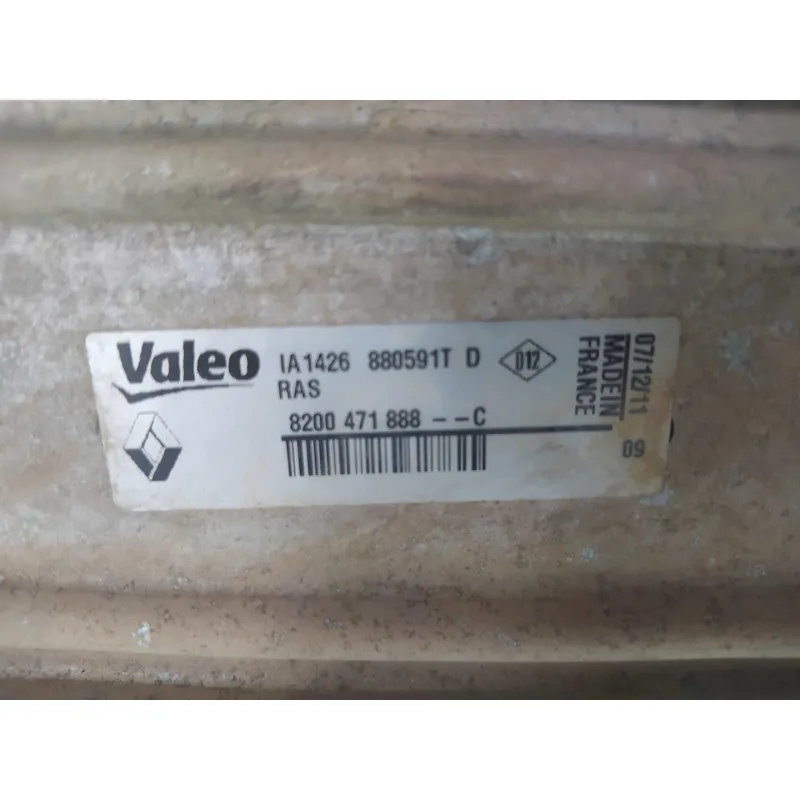 Valeo IA1426 880591T D D12
RAS
8200 471 888 - - C
07/12/11
MADE IN
FRANCE
09